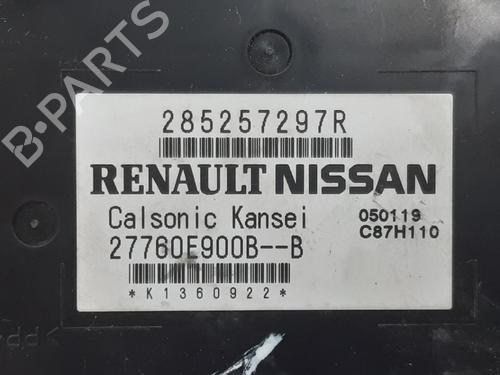 B-PARTS
285257297R
RENAULT NISSAN
Calsonic Kansei
050119
27760E900B--B
C87H110
*K1360922*